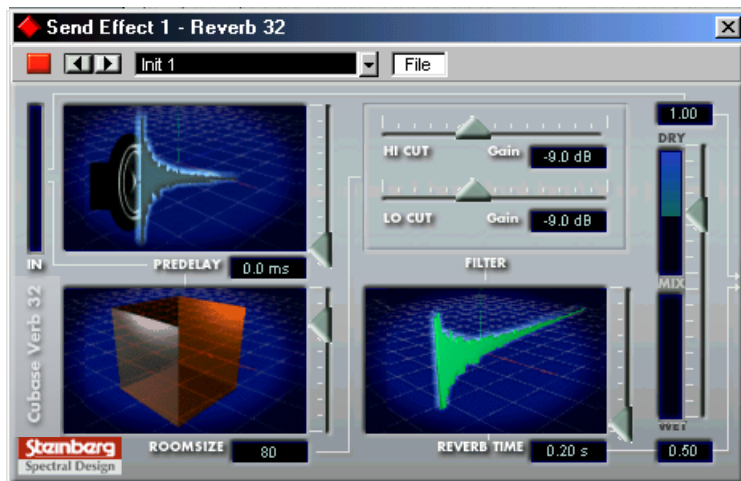 Send Effect 1 - Reverb 32
Init 1
File
1.00
DRY
HI CUT Gain -9.0 dB
LO CUT Gain -9.0 dB
IN
PREDELAY 0.0 ms
FILTER
MIX
Cubase Verb 32
WET
Steinberg
Spectral Design
ROOMSIZE 80
REVERB TIME 0.20 s
0.50